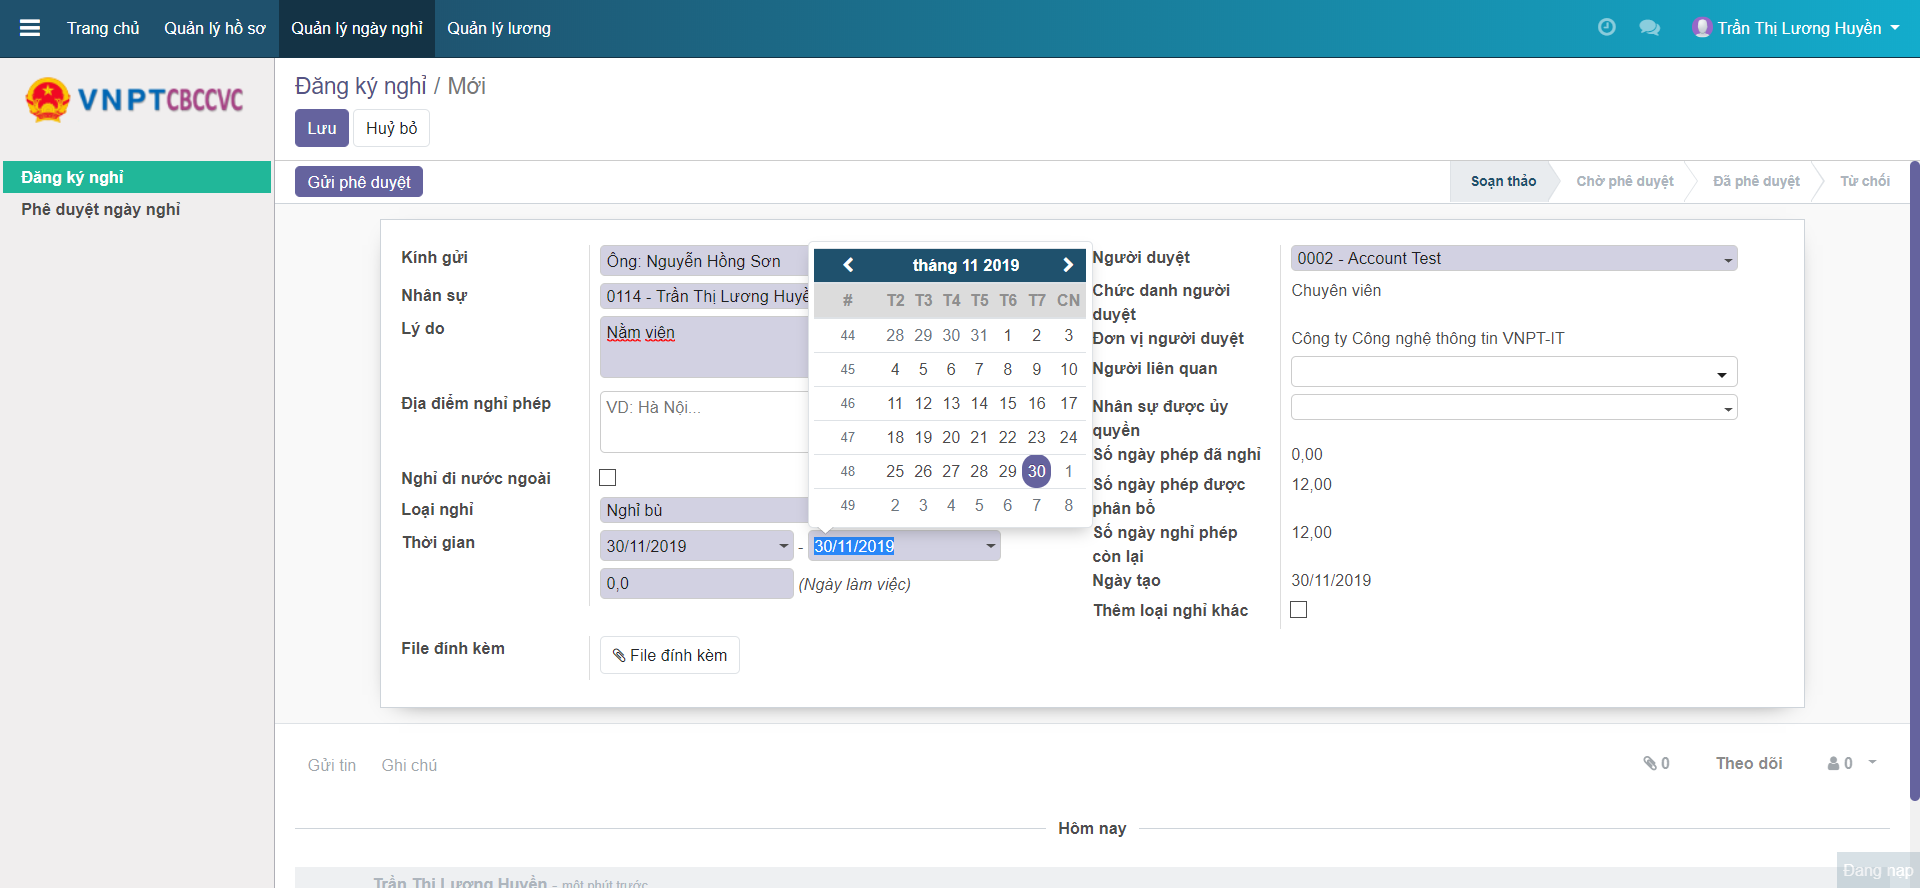 Trang chủ Quản lý hồ sơ Quản lý ngày nghỉ Quản lý lương Trần Thị Lương Huyền
VNPTCBCCVC
Đăng ký nghỉ
Phê duyệt ngày nghỉ
Đăng ký nghỉ / Mới
Lưu Huỷ bỏ
Gửi phê duyệt
Soạn thảo Chờ phê duyệt Đã phê duyệt Từ chối
Kính gửi Ông: Nguyễn Hồng Sơn
Nhân sự 0114 - Trần Thị Lương Huyề
Lý do Nằm viện
Địa điểm nghỉ phép VD: Hà Nội...
Nghỉ đi nước ngoài
Loại nghỉ Nghỉ bù
Thời gian 30/11/2019 - 30/11/2019
0,0 (Ngày làm việc)
File đính kèm File đính kèm
tháng 11 2019
# T2 T3 T4 T5 T6 T7 CN
44 28 29 30 31 1 2 3
45 4 5 6 7 8 9 10
46 11 12 13 14 15 16 17
47 18 19 20 21 22 23 24
48 25 26 27 28 29 30 1
49 2 3 4 5 6 7 8
Người duyệt 0002 - Account Test
Chức danh người
duyệt
Chuyên viên
Đơn vị người duyệt Công ty Công nghệ thông tin VNPT-IT
Người liên quan
Nhân sự được ủy
quyền
Số ngày phép đã nghỉ 0,00
Số ngày phép được
phân bổ
12,00
Số ngày nghỉ phép
còn lại
12,00
Ngày tạo 30/11/2019
Thêm loại nghỉ khác
Gửi tin Ghi chú
0 Theo dõi 0
Hôm nay
Trần Thị Lương Huyền - một phút trước
Đang nạp